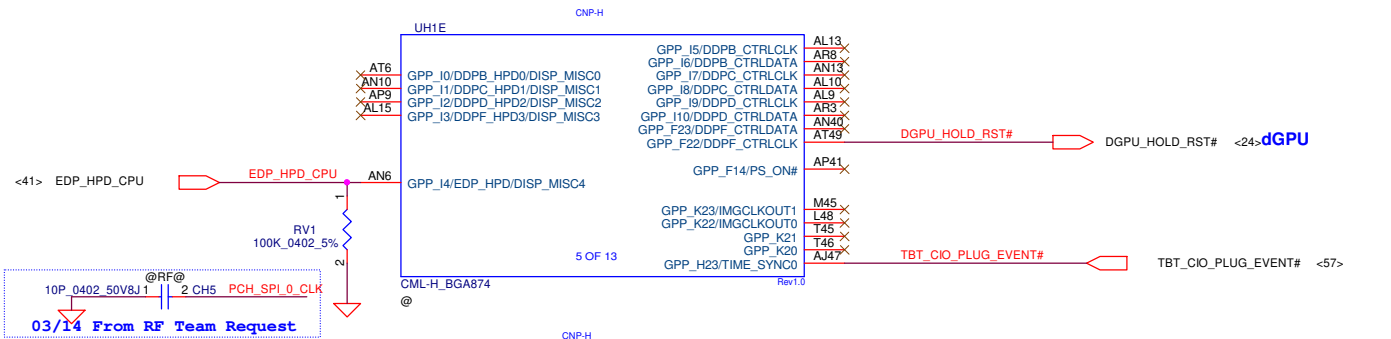 CNP-H
UH1E
AT6 GPP_I0/DDPB_HPD0/DISP_MISC0
AN10 GPP_I1/DDPC_HPD1/DISP_MISC1
AP9 GPP_I2/DDPD_HPD2/DISP_MISC2
AL15 GPP_I3/DDPF_HPD3/DISP_MISC3
GPP_I5/DDPB_CTRLCLK AL13
GPP_I6/DDPB_CTRLDATA AR8
GPP_I7/DDPC_CTRLCLK AN13
GPP_I8/DDPC_CTRLDATA AL10
GPP_I9/DDPD_CTRLCLK AL9
GPP_I10/DDPD_CTRLDATA AR3
GPP_F23/DDPF_CTRLDATA AN40
GPP_F22/DDPF_CTRLCLK AT49 DGPU_HOLD_RST# DGPU_HOLD_RST# <24> dGPU
GPP_F14/PS_ON# AP41
<41> EDP_HPD_CPU EDP_HPD_CPU AN6 GPP_I4/EDP_HPD/DISP_MISC4
1
RV1
100K_0402_5%
2
GPP_K23/IMGCLKOUT1 M45
GPP_K22/IMGCLKOUT0 L48
GPP_K21 T45
GPP_K20 T46
GPP_H23/TIME_SYNC0 AJ47 TBT_CIO_PLUG_EVENT# TBT_CIO_PLUG_EVENT# <57>
5 OF 13
CML-H_BGA874 Rev1.0
@
@RF@
10P_0402_50V8J 1 2 CH5 PCH_SPI_0_CLK
03/14 From RF Team Request
CNP-H